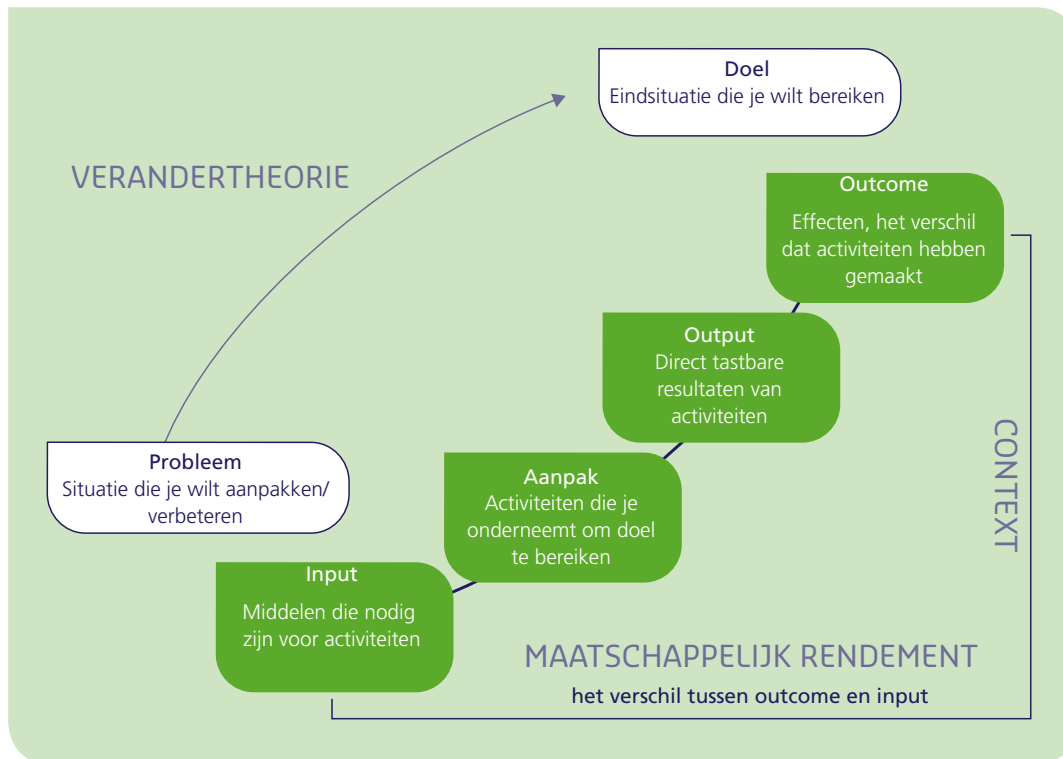 Doel
Eindsituatie die je wilt bereiken
VERANDERTHEORIE
Outcome
Effecten, het verschil
dat activiteiten hebben
gemaakt
Output
Direct tastbare
resultaten van
activiteiten
Probleem
Situatie die je wilt aanpakken/
verbeteren
Aanpak
Activiteiten die je
onderneemt om doel
te bereiken
CONTEXT
Input
Middelen die nodig
zijn voor activiteiten
MAATSCHAPPELIJK RENDEMENT
het verschil tussen outcome en input